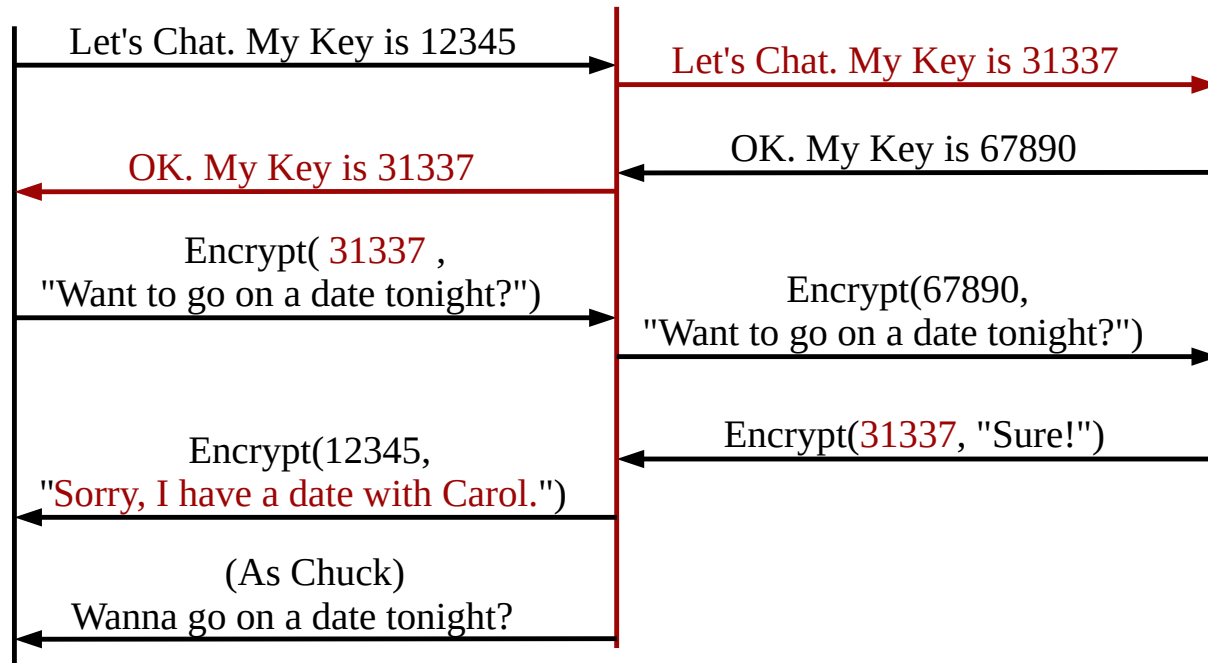 Let's Chat. My Key is 12345
Let's Chat. My Key is 31337
OK. My Key is 67890
OK. My Key is 31337
Encrypt( 31337 ,
"Want to go on a date tonight?")
Encrypt(67890,
"Want to go on a date tonight?")
Encrypt(31337, "Sure!")
Encrypt(12345,
"Sorry, I have a date with Carol.")
(As Chuck)
Wanna go on a date tonight?